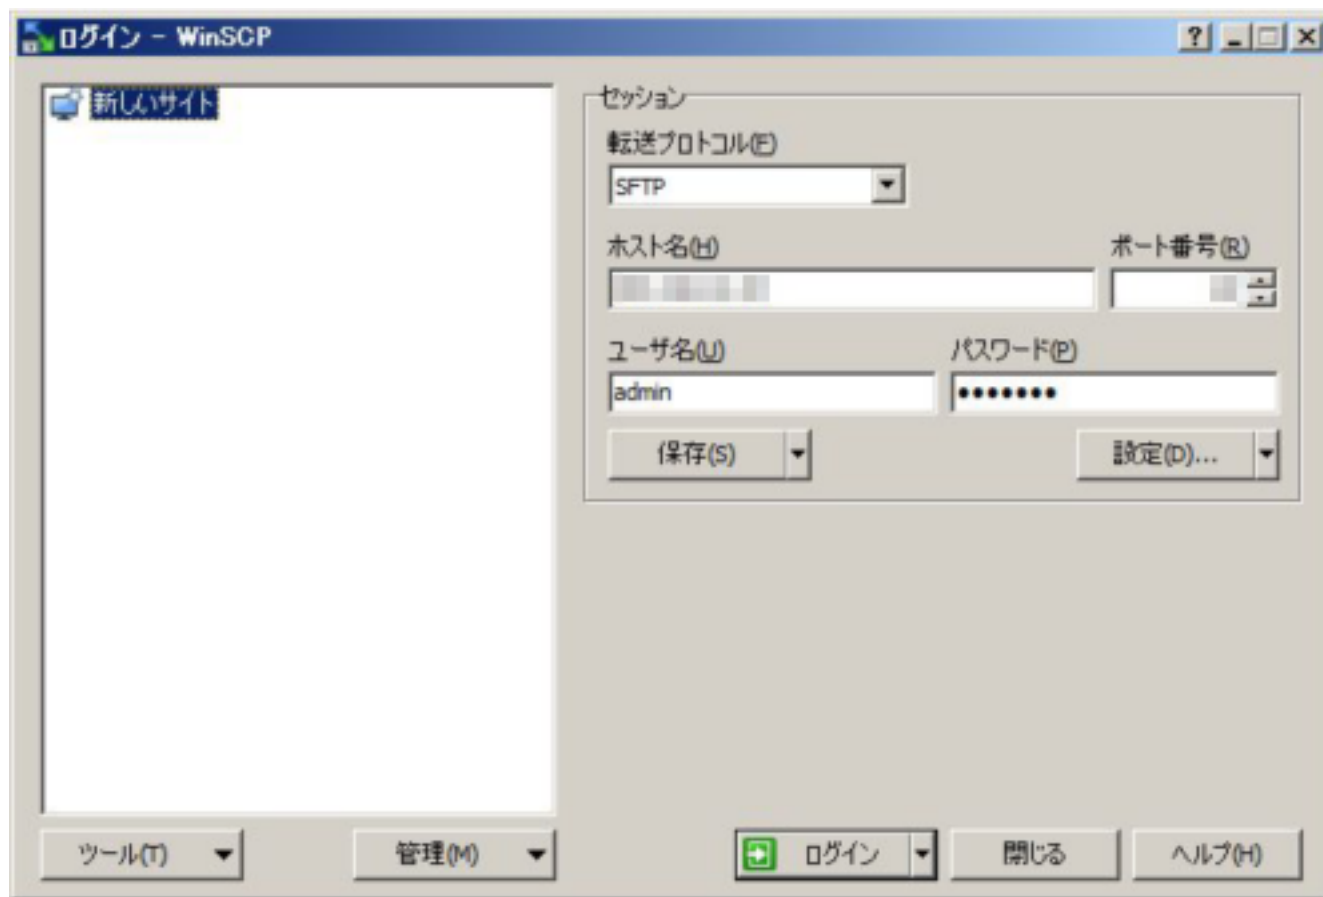 ログイン - WinSCP
新しいサイト
セッション
転送プロトコル(F)
SFTP
ホスト名(H)
ポート番号(R)
ユーザ名(U)
パスワード(P)
admin
•••••••
保存(S)
設定(D)...
ツール(T)
管理(M)
ログイン
閉じる
ヘルプ(H)